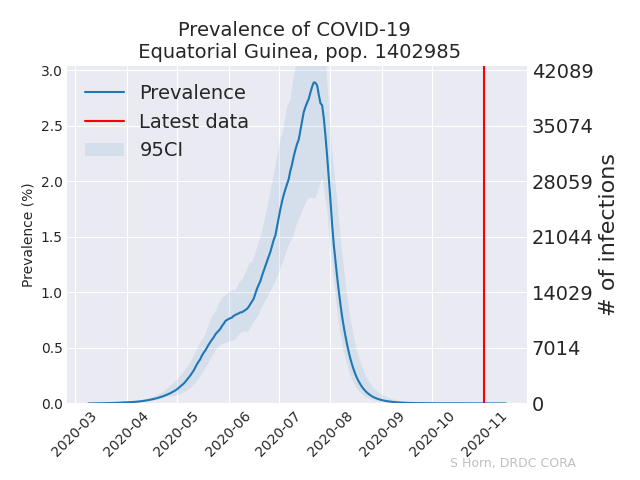 Prevalence of COVID-19
Equatorial Guinea, pop. 1402985
Prevalence
Latest data
95CI
Prevalence (%)
3.0
2.5
2.0
1.5
1.0
0.5
0.0
42089
35074
28059
21044
14029
7014
0
# of infections
2020-03
2020-04
2020-05
2020-06
2020-07
2020-08
2020-09
2020-10
2020-11
S Horn, DRDC CORA